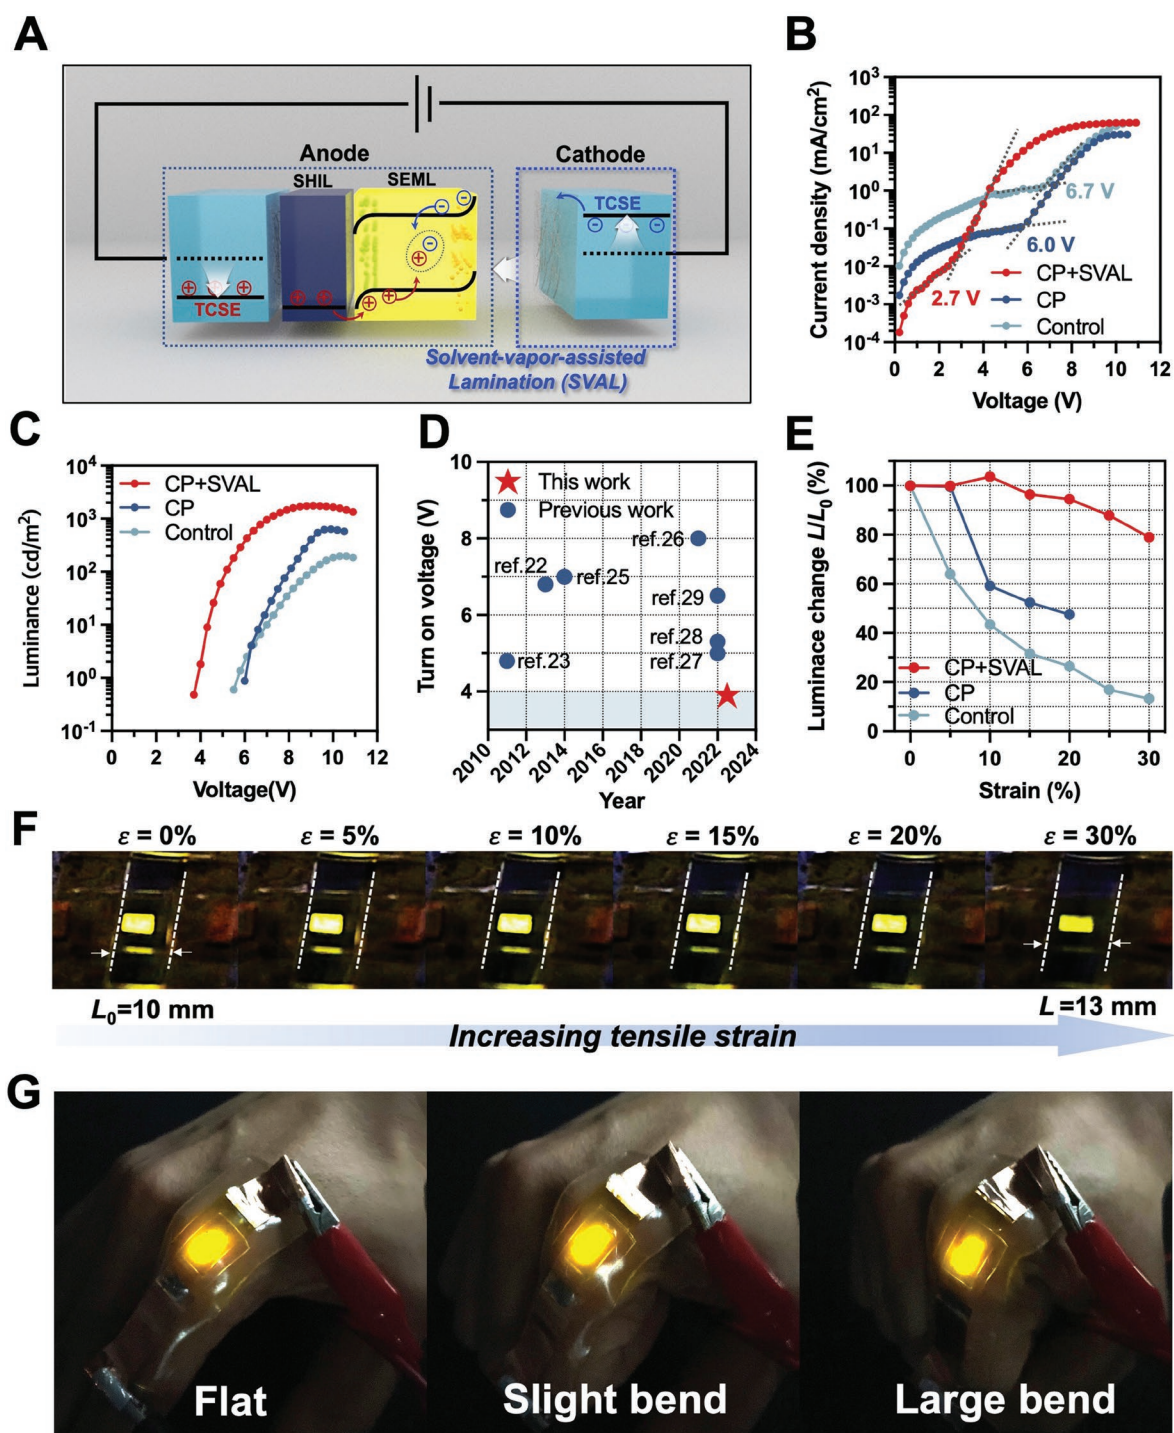 A
Anode
Cathode
SHIL
SEML
TCSE
TCSE
Solvent-vapor-assisted
Lamination (SVAL)
B
Current density (mA/cm²)
10³
10²
10¹
10⁰
10⁻¹
10⁻²
10⁻³
10⁻⁴
6.7 V
6.0 V
2.7 V
CP+SVAL
CP
Control
0 2 4 6 8 10 12
Voltage (V)
C
Luminance (cd/m²)
10⁴
10³
10²
10¹
10⁰
10⁻¹
CP+SVAL
CP
Control
0 2 4 6 8 10 12
Voltage(V)
D
Turn on voltage (V)
10
8
6
4
This work
Previous work
ref.26
ref.22
ref.25
ref.29
ref.28
ref.23
ref.27
2010 2012 2014 2016 2018 2020 2022 2024
Year
E
Luminace change L/L₀ (%)
100
80
60
40
20
0
CP+SVAL
CP
Control
0 10 20 30
Strain (%)
F
ε = 0% ε = 5% ε = 10% ε = 15% ε = 20% ε = 30%
L₀=10 mm
L=13 mm
Increasing tensile strain
G
Flat
Slight bend
Large bend